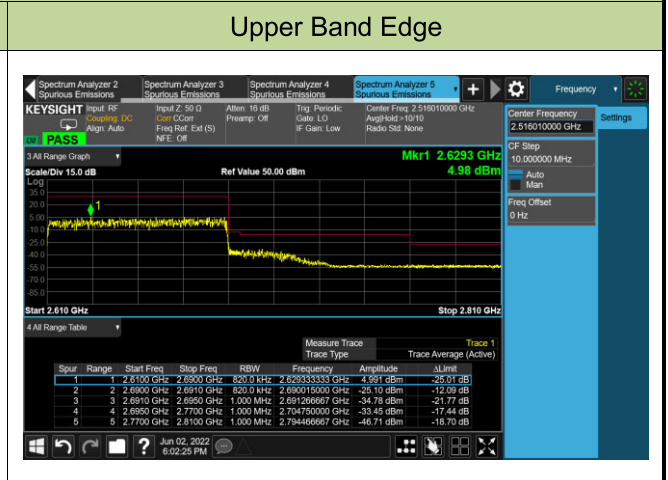 Upper Band Edge
Spectrum Analyzer 2 Spurious Emissions
Spectrum Analyzer 3 Spurious Emissions
Spectrum Analyzer 4 Spurious Emissions
Spectrum Analyzer 5 Spurious Emissions
Frequency
KEYSIGHT
Input: RF
Coupling: DC
Align: Auto
Input Z: 50 Ω
Corr CCorr
Freq Ref: Ext (S)
NFE: Off
Atten: 16 dB
Preamp: Off
Trig: Periodic
Gate: LO
IF Gain: Low
Center Freq: 2.516010000 GHz
Avg|Hold:>10/10
Radio Std: None
LV PASS
Center Frequency
2.516010000 GHz
Settings
CF Step
10.000000 MHz
Auto
Man
Freq Offset
0 Hz
3 All Range Graph
Mkr1 2.6293 GHz
Scale/Div 15.0 dB
Ref Value 50.00 dBm
4.98 dBm
Log
35.0
20.0
5.00
-10.0
-25.0
-40.0
-55.0
-70.0
-85.0
1
Start 2.610 GHz
Stop 2.810 GHz
4 All Range Table
Measure Trace Trace 1
Trace Type Trace Average (Active)
Spur Range Start Freq Stop Freq RBW Frequency Amplitude ΔLimit
1 1 2.6100 GHz 2.6900 GHz 820.0 kHz 2.629333333 GHz 4.991 dBm -25.01 dB
2 2 2.6900 GHz 2.6910 GHz 820.0 kHz 2.690015000 GHz -25.10 dBm -12.09 dB
3 3 2.6910 GHz 2.6950 GHz 1.000 MHz 2.691266667 GHz -34.78 dBm -21.77 dB
4 4 2.6950 GHz 2.7700 GHz 1.000 MHz 2.704750000 GHz -33.45 dBm -17.44 dB
5 5 2.7700 GHz 2.8100 GHz 1.000 MHz 2.794466667 GHz -46.71 dBm -18.70 dB
Jun 02, 2022
6:02:25 PM